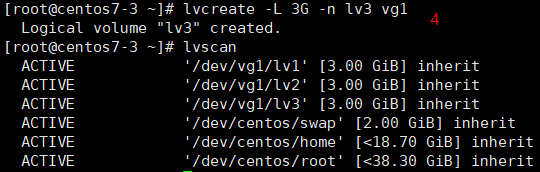 [root@centos7-3 ~]# lvcreate -L 3G -n lv3 vg1
4
Logical volume "lv3" created.
[root@centos7-3 ~]# lvscan
ACTIVE '/dev/vg1/lv1' [3.00 GiB] inherit
ACTIVE '/dev/vg1/lv2' [3.00 GiB] inherit
ACTIVE '/dev/vg1/lv3' [3.00 GiB] inherit
ACTIVE '/dev/centos/swap' [2.00 GiB] inherit
ACTIVE '/dev/centos/home' [<18.70 GiB] inherit
ACTIVE '/dev/centos/root' [<38.30 GiB] inherit